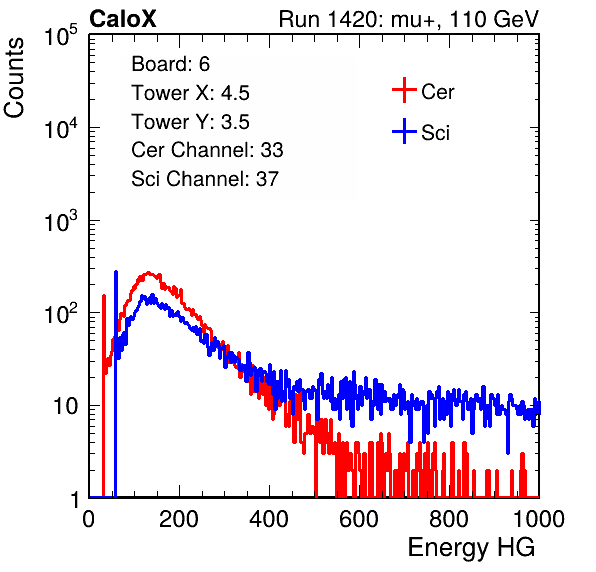 CaloX Run 1420: mu+, 110 GeV
Counts
10^5
10^4
10^3
10^2
10
1
Board: 6
Tower X: 4.5
Tower Y: 3.5
Cer Channel: 33
Sci Channel: 37
Cer
Sci
0 200 400 600 800 1000
Energy HG